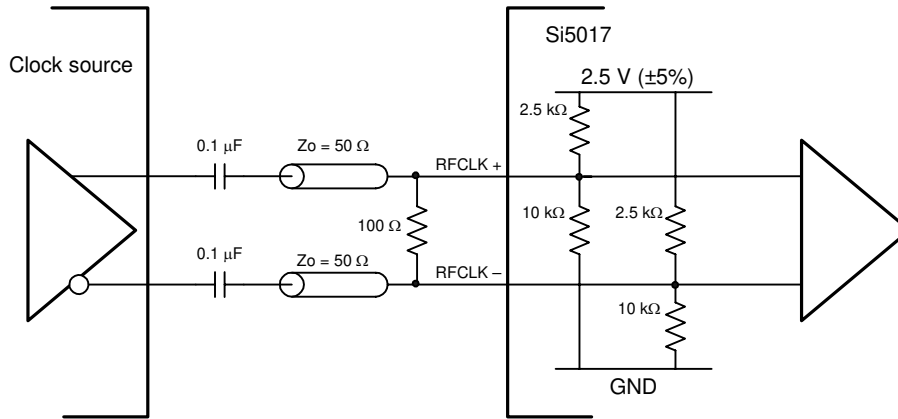 Si5017
Clock source
2.5 V (±5%)
2.5 kΩ
0.1 μF
Zo = 50 Ω
RFCLK +
10 kΩ
2.5 kΩ
100 Ω
0.1 μF
Zo = 50 Ω
RFCLK –
10 kΩ
GND